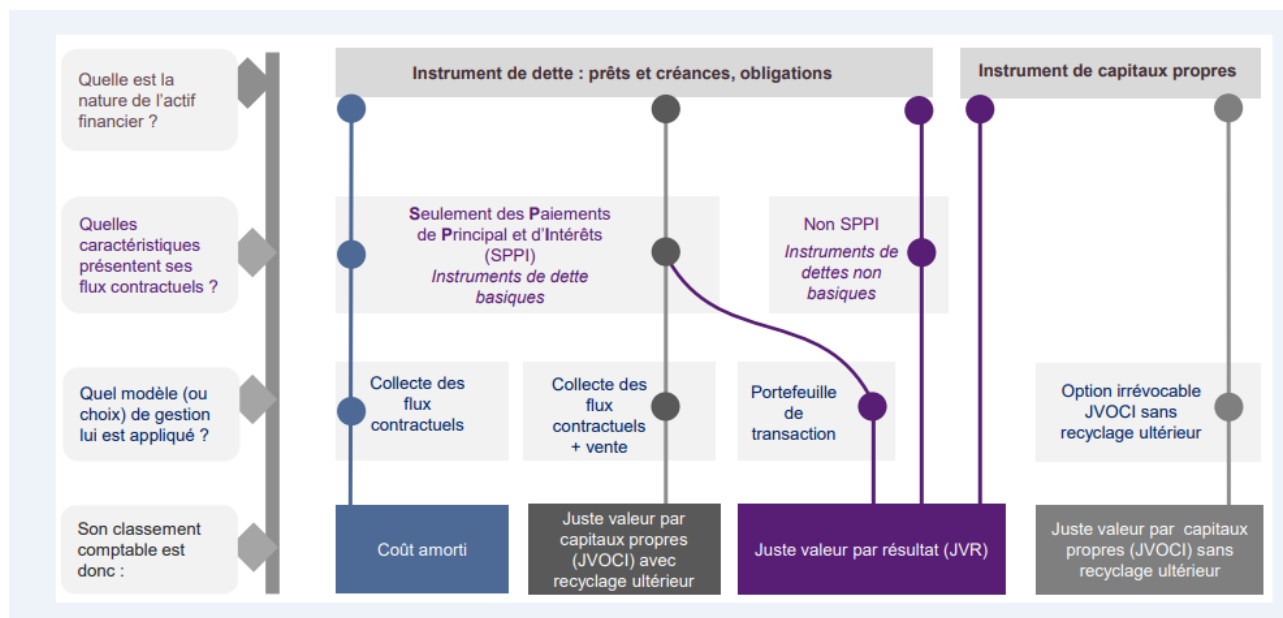 Quelle est la
nature de l'actif
financier ?
Instrument de dette : prêts et créances, obligations
Instrument de capitaux propres
Quelles
caractéristiques
présentent ses
flux contractuels ?
Seulement des Paiements
de Principal et d'Intérêts
(SPPI)
Instruments de dette
basiques
Non SPPI
Instruments de
dettes non
basiques
Quel modèle (ou
choix) de gestion
lui est appliqué ?
Collecte des
flux
contractuels
Collecte des
flux
contractuels
+ vente
Portefeuille
de
transaction
Option irrévocable
JVOCI sans
recyclage ultérieur
Son classement
comptable est
donc :
Coût amorti
Juste valeur par
capitaux propres
(JVOCI) avec
recyclage ultérieur
Juste valeur par résultat (JVR)
Juste valeur par capitaux
propres (JVOCI) sans
recyclage ultérieur